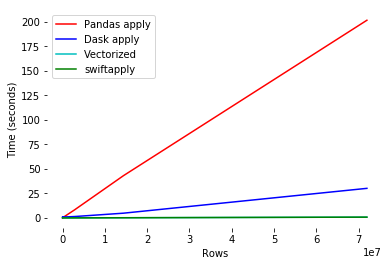 Pandas apply
Dask apply
Vectorized
swiftapply
Time (seconds)
200
175
150
125
100
75
50
25
0
0 1 2 3 4 5 6 7
1e7
Rows